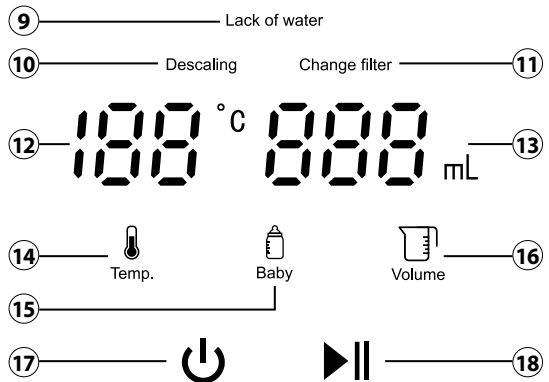 9 Lack of water
10 Descaling Change filter 11
12 188 °C 888 mL 13
14 Temp. Baby Volume 16
15
17 18